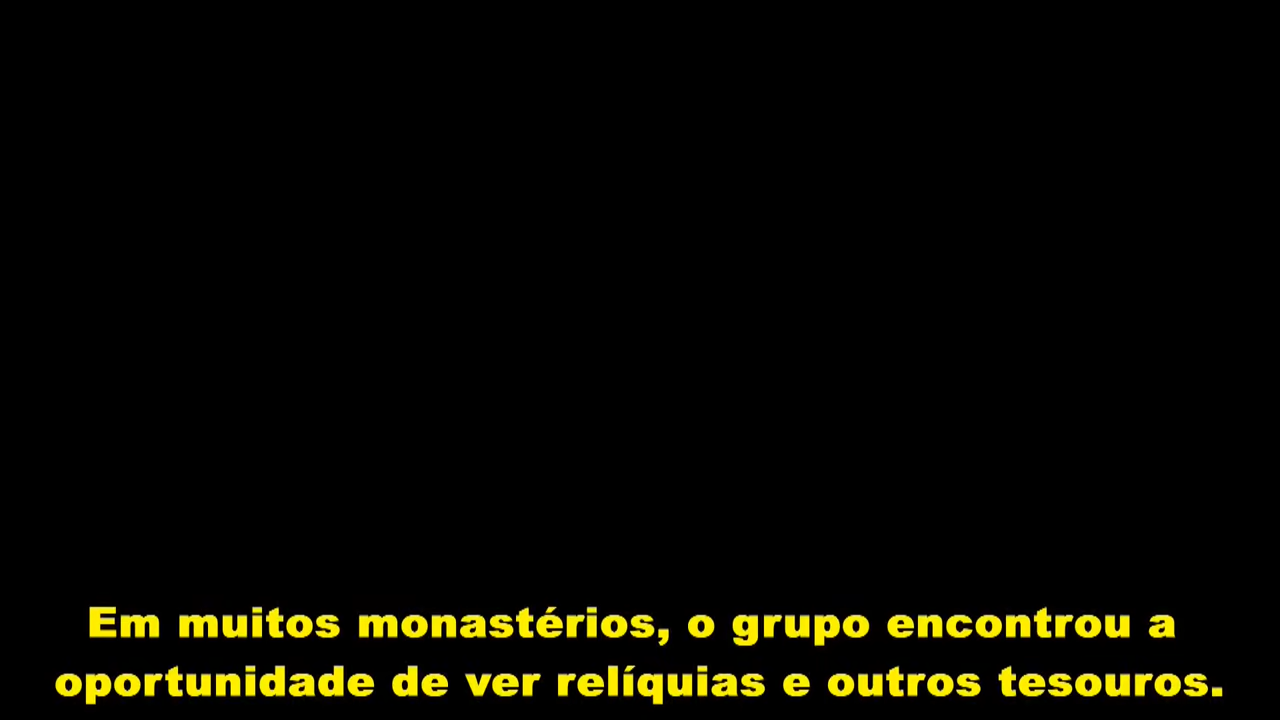 Em muitos monastérios, o grupo encontrou a
oportunidade de ver relíquias e outros tesouros.